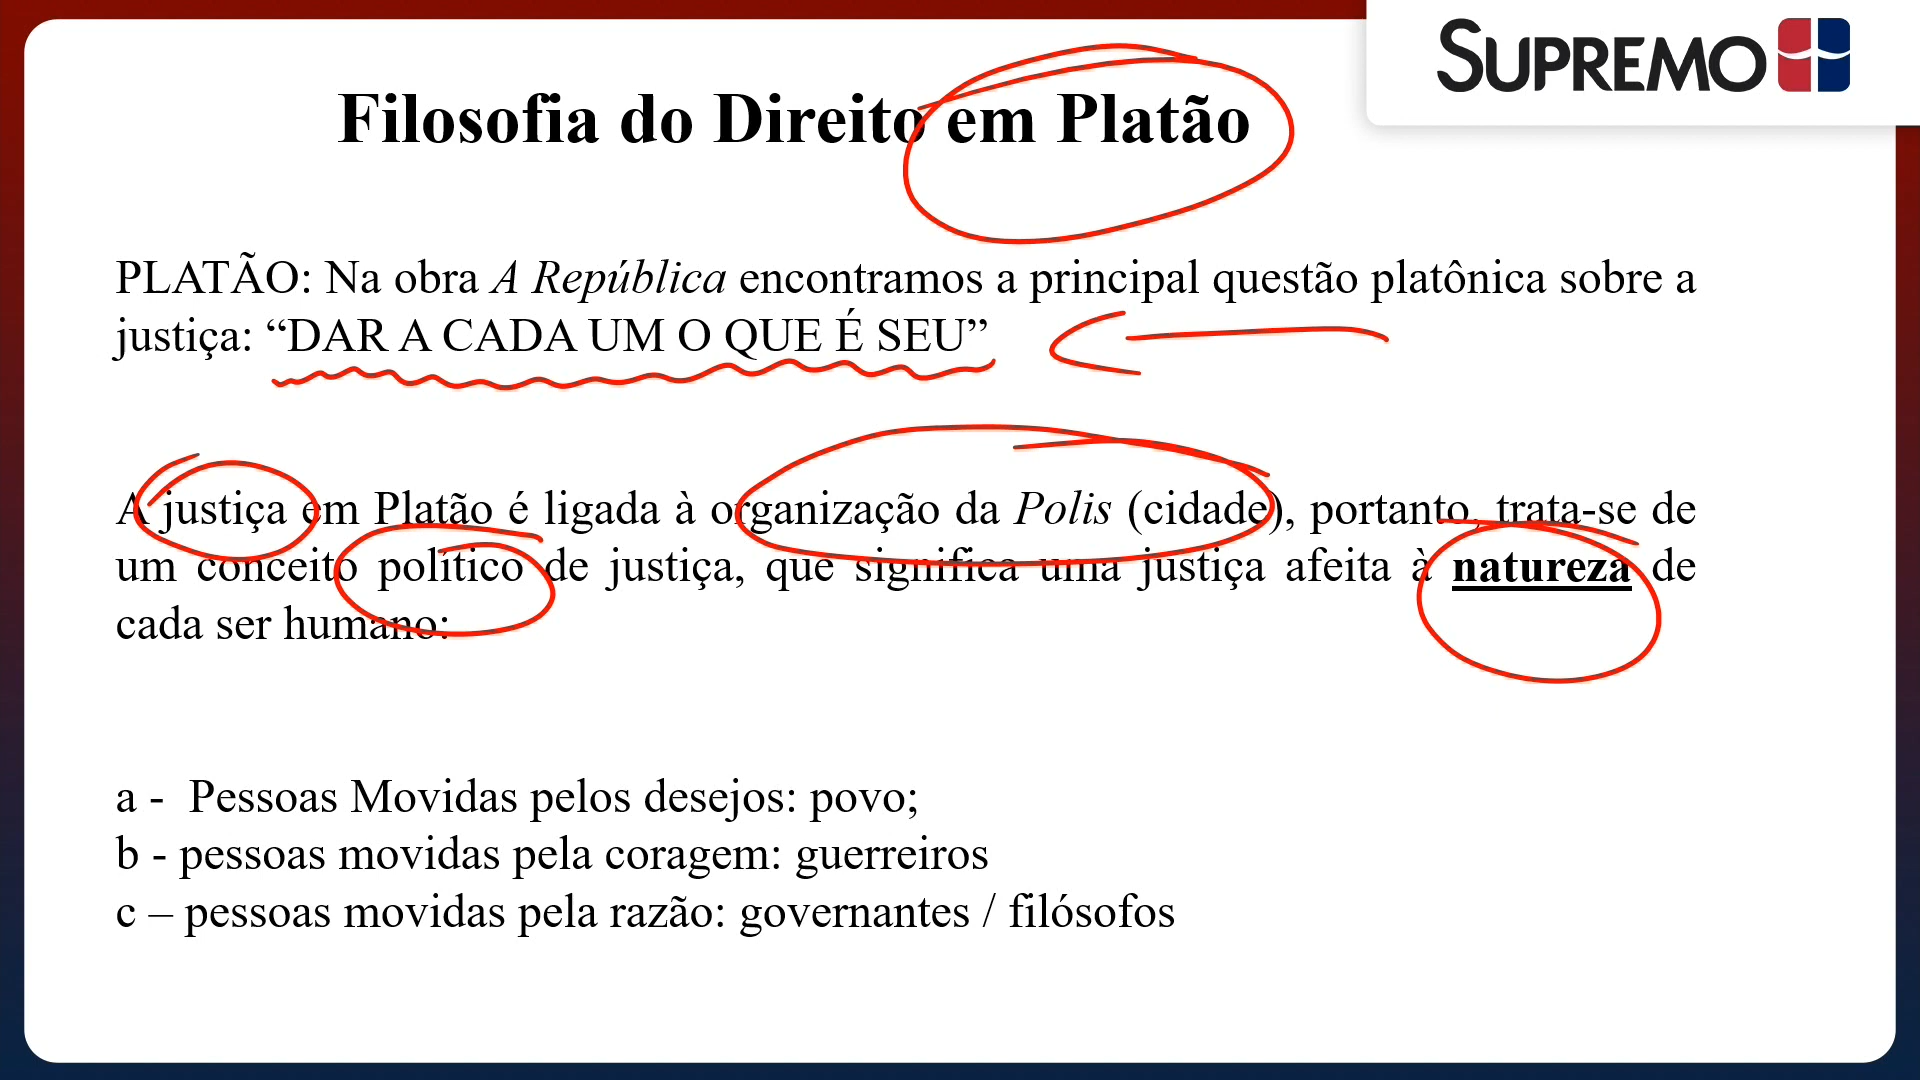 SUPREMO
Filosofia do Direito em Platão
PLATÃO: Na obra A República encontramos a principal questão platônica sobre a
justiça: “DAR A CADA UM O QUE É SEU”
A justiça em Platão é ligada à organização da Polis (cidade), portanto, trata-se de
um conceito político de justiça, que significa uma justiça afeita à natureza de
cada ser humano:
a - Pessoas Movidas pelos desejos: povo;
b - pessoas movidas pela coragem: guerreiros
c – pessoas movidas pela razão: governantes / filósofos